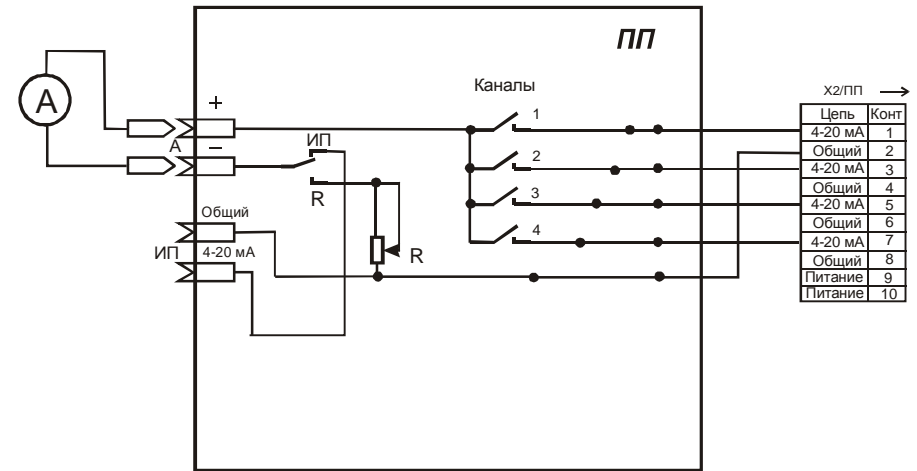 ПП
Каналы
А
+
А
–
ИП
R
1
2
3
4
Общий
ИП
4-20 мА
R
Х2/ПП
Цепь Конт
4-20 мА 1
Общий 2
4-20 мА 3
Общий 4
4-20 мА 5
Общий 6
4-20 мА 7
Общий 8
Питание 9
Питание 10